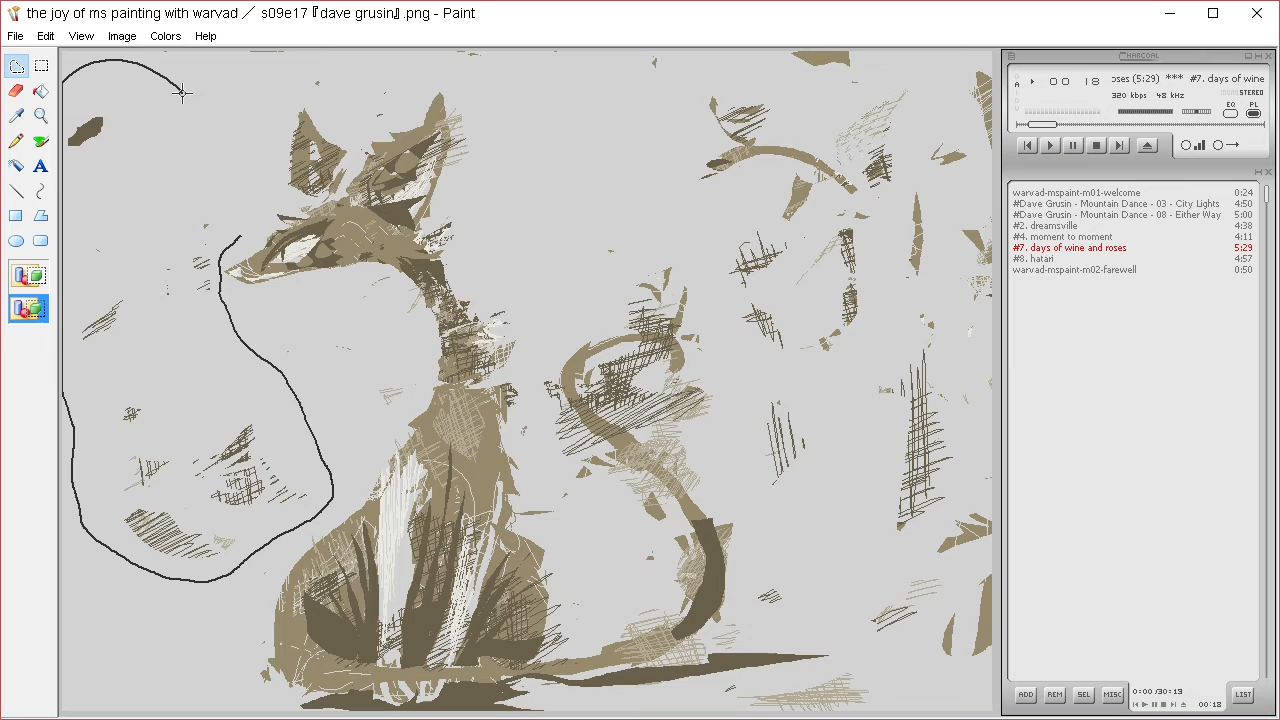 the joy of ms painting with warvad ／ s09e17『dave grusin』.png - Paint
File Edit View Image Colors Help
CHARCOAL
00 18
oses (5:29) *** #7. days of wine
320 kbps 48 kHz
STEREO
EQ PL
warvad-mspaint-m01-welcome 0:24
#Dave Grusin - Mountain Dance - 03 - City Lights 4:50
#Dave Grusin - Mountain Dance - 08 - Either Way 5:00
#2. dreamsville 4:38
#4. moment to moment 4:11
#7. days of wine and roses 5:29
#8. hatari 4:57
warvad-mspaint-m02-farewell 0:50
ADD REM SEL MISC 0:00/30:19 00:18 LIST